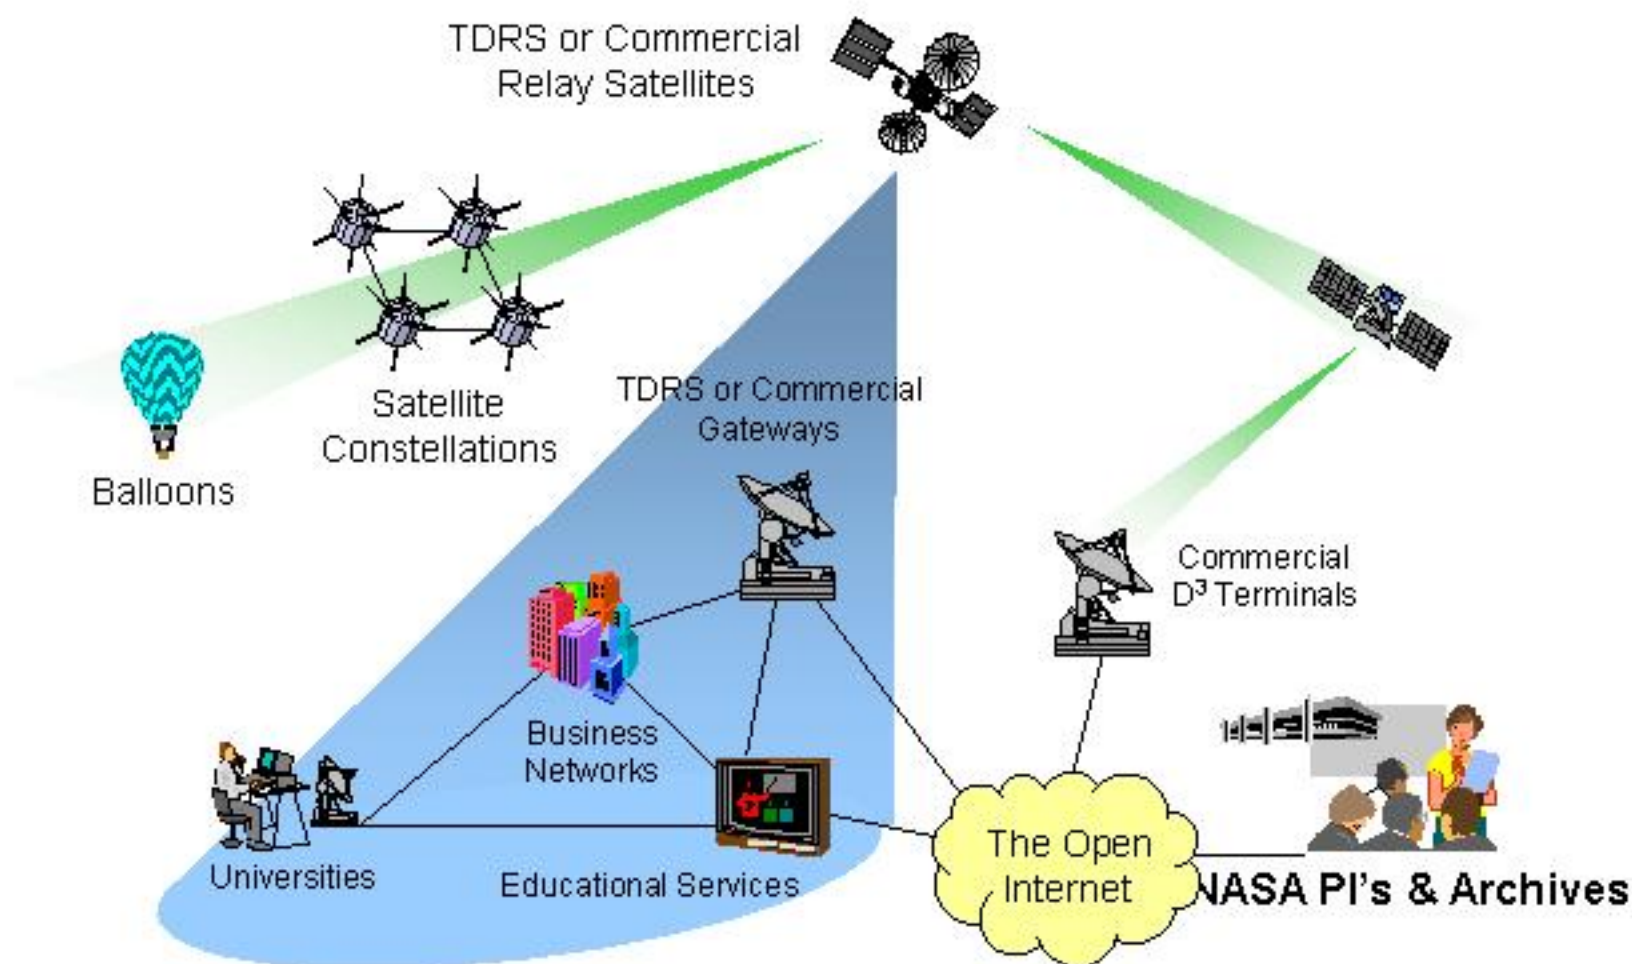 TDRS or Commercial
Relay Satellites
Satellite
Constellations
Balloons
TDRS or Commercial
Gateways
Commercial
D³ Terminals
Business
Networks
Universities
Educational Services
The Open
Internet
NASA PI's & Archives